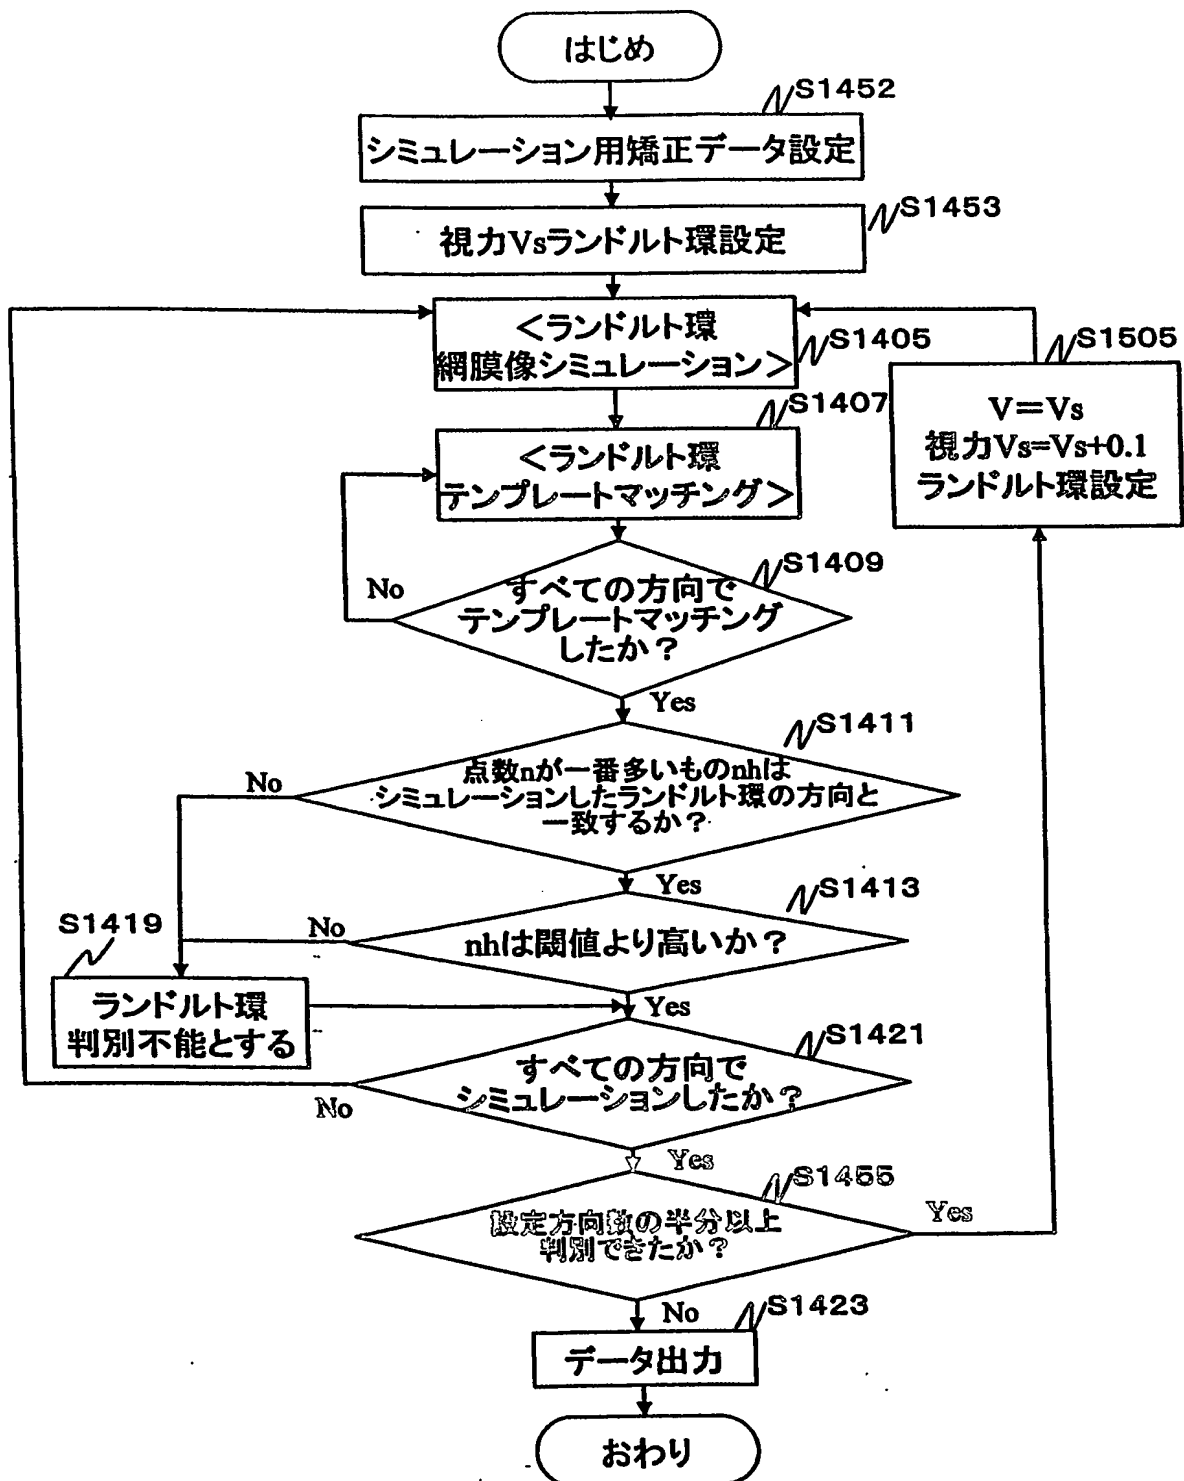 はじめ
S1452
シミュレーション用矯正データ設定
S1453
視力Vsランドルト環設定
<ランドルト環
網膜像シミュレーション>
S1405
S1505
V=Vs
視力Vs=Vs+0.1
ランドルト環設定
S1407
<ランドルト環
テンプレートマッチング>
S1409
No
すべての方向で
テンプレートマッチング
したか?
Yes
S1411
No
点数nが一番多いものnhは
シミュレーションしたランドルト環の方向と
一致するか?
Yes
S1413
S1419
No
nhは閾値より高いか?
Yes
ランドルト環
判別不能とする
S1421
すべての方向で
シミュレーションしたか?
No
Yes
S1455
設定方向数の半分以上
判別できたか?
Yes
No
S1423
データ出力
おわり